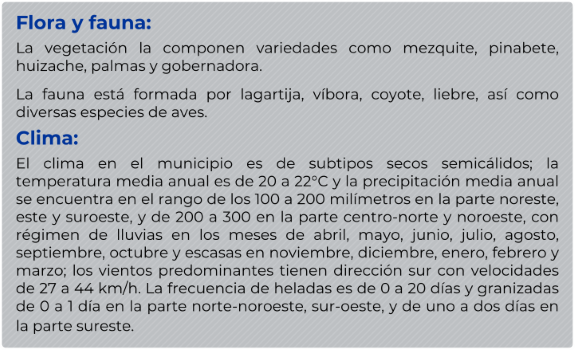 Flora y fauna:
La vegetación la componen variedades como mezquite, pinabete,
huizache, palmas y gobernadora.
La fauna está formada por lagartija, víbora, coyote, liebre, así como
diversas especies de aves.
Clima:
El clima en el municipio es de subtipos secos semicálidos; la
temperatura media anual es de 20 a 22°C y la precipitación media anual
se encuentra en el rango de los 100 a 200 milímetros en la parte noreste,
este y suroeste, y de 200 a 300 en la parte centro-norte y noroeste, con
régimen de lluvias en los meses de abril, mayo, junio, julio, agosto,
septiembre, octubre y escasas en noviembre, diciembre, enero, febrero y
marzo; los vientos predominantes tienen dirección sur con velocidades
de 27 a 44 km/h. La frecuencia de heladas es de 0 a 20 días y granizadas
de 0 a 1 día en la parte norte-noroeste, sur-oeste, y de uno a dos días en
la parte sureste.